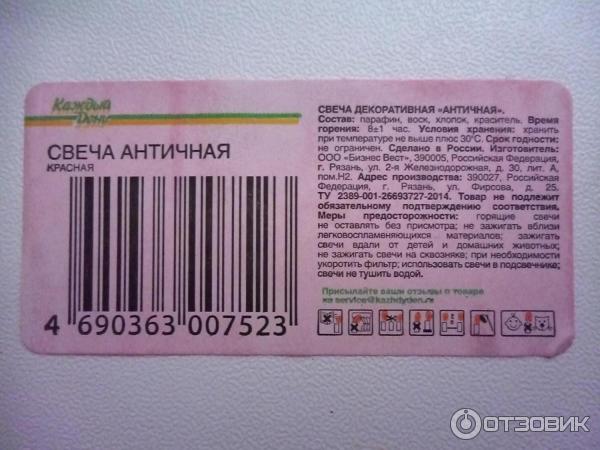 Каждый
День
СВЕЧА АНТИЧНАЯ
КРАСНАЯ
4 690363 007523
СВЕЧА ДЕКОРАТИВНАЯ «АНТИЧНАЯ».
Состав: парафин, воск, хлопок, краситель. Время
горения: 8±1 час. Условия хранения: хранить
при температуре не выше плюс 30°С. Срок годности:
не ограничен. Сделано в России. Изготовитель:
ООО «Бизнес Вест», 390005, Российская Федерация,
г. Рязань, ул. 2-я Железнодорожная, д. 30, лит. А,
пом.Н2. Адрес производства: 390027, Российская
Федерация, г. Рязань, ул. Фирсова, д. 25.
ТУ 2389-001-26693727-2014. Товар не подлежит
обязательному подтверждению соответствия.
Меры предосторожности: горящие свечи
не оставлять без присмотра; не зажигать вблизи
легковоспламеняющихся материалов; зажигать
свечи вдали от детей и домашних животных;
не зажигать свечи на сквозняке; при необходимости
укоротить фильтр; использовать свечи в подсвечнике;
свечи не тушить водой.
Присылайте ваши отзывы о товаре
на service@kazhdyden.ru
ОТЗОВИК